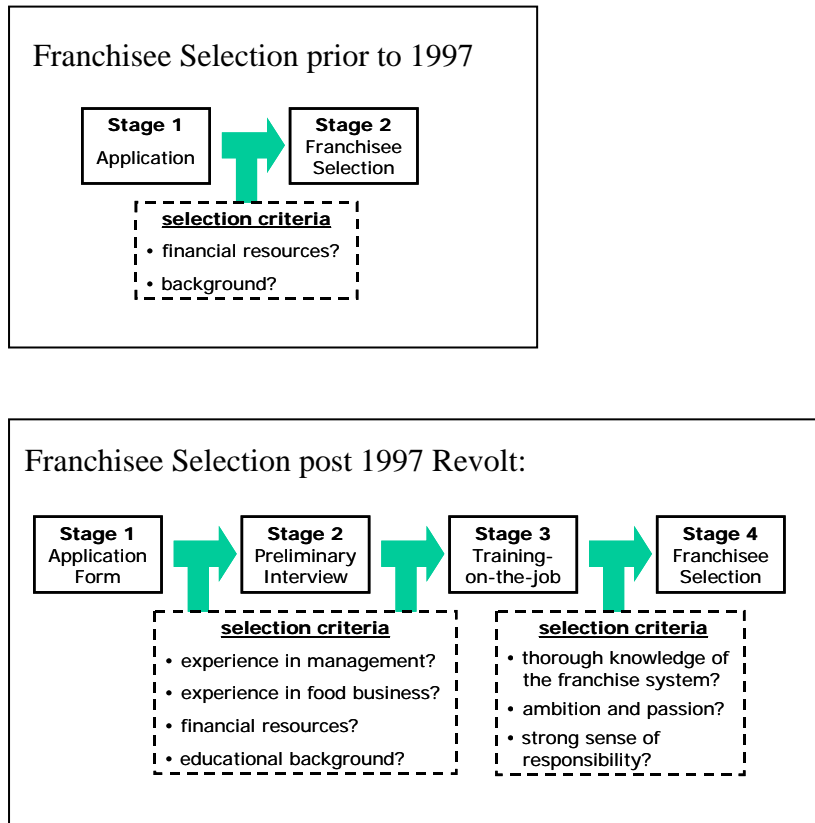 Franchisee Selection prior to 1997
Stage 1
Application
Stage 2
Franchisee
Selection
selection criteria
• financial resources?
• background?
Franchisee Selection post 1997 Revolt:
Stage 1
Application
Form
Stage 2
Preliminary
Interview
Stage 3
Training-
on-the-job
Stage 4
Franchisee
Selection
selection criteria
• experience in management?
• experience in food business?
• financial resources?
• educational background?
selection criteria
• thorough knowledge of
the franchise system?
• ambition and passion?
• strong sense of
responsibility?